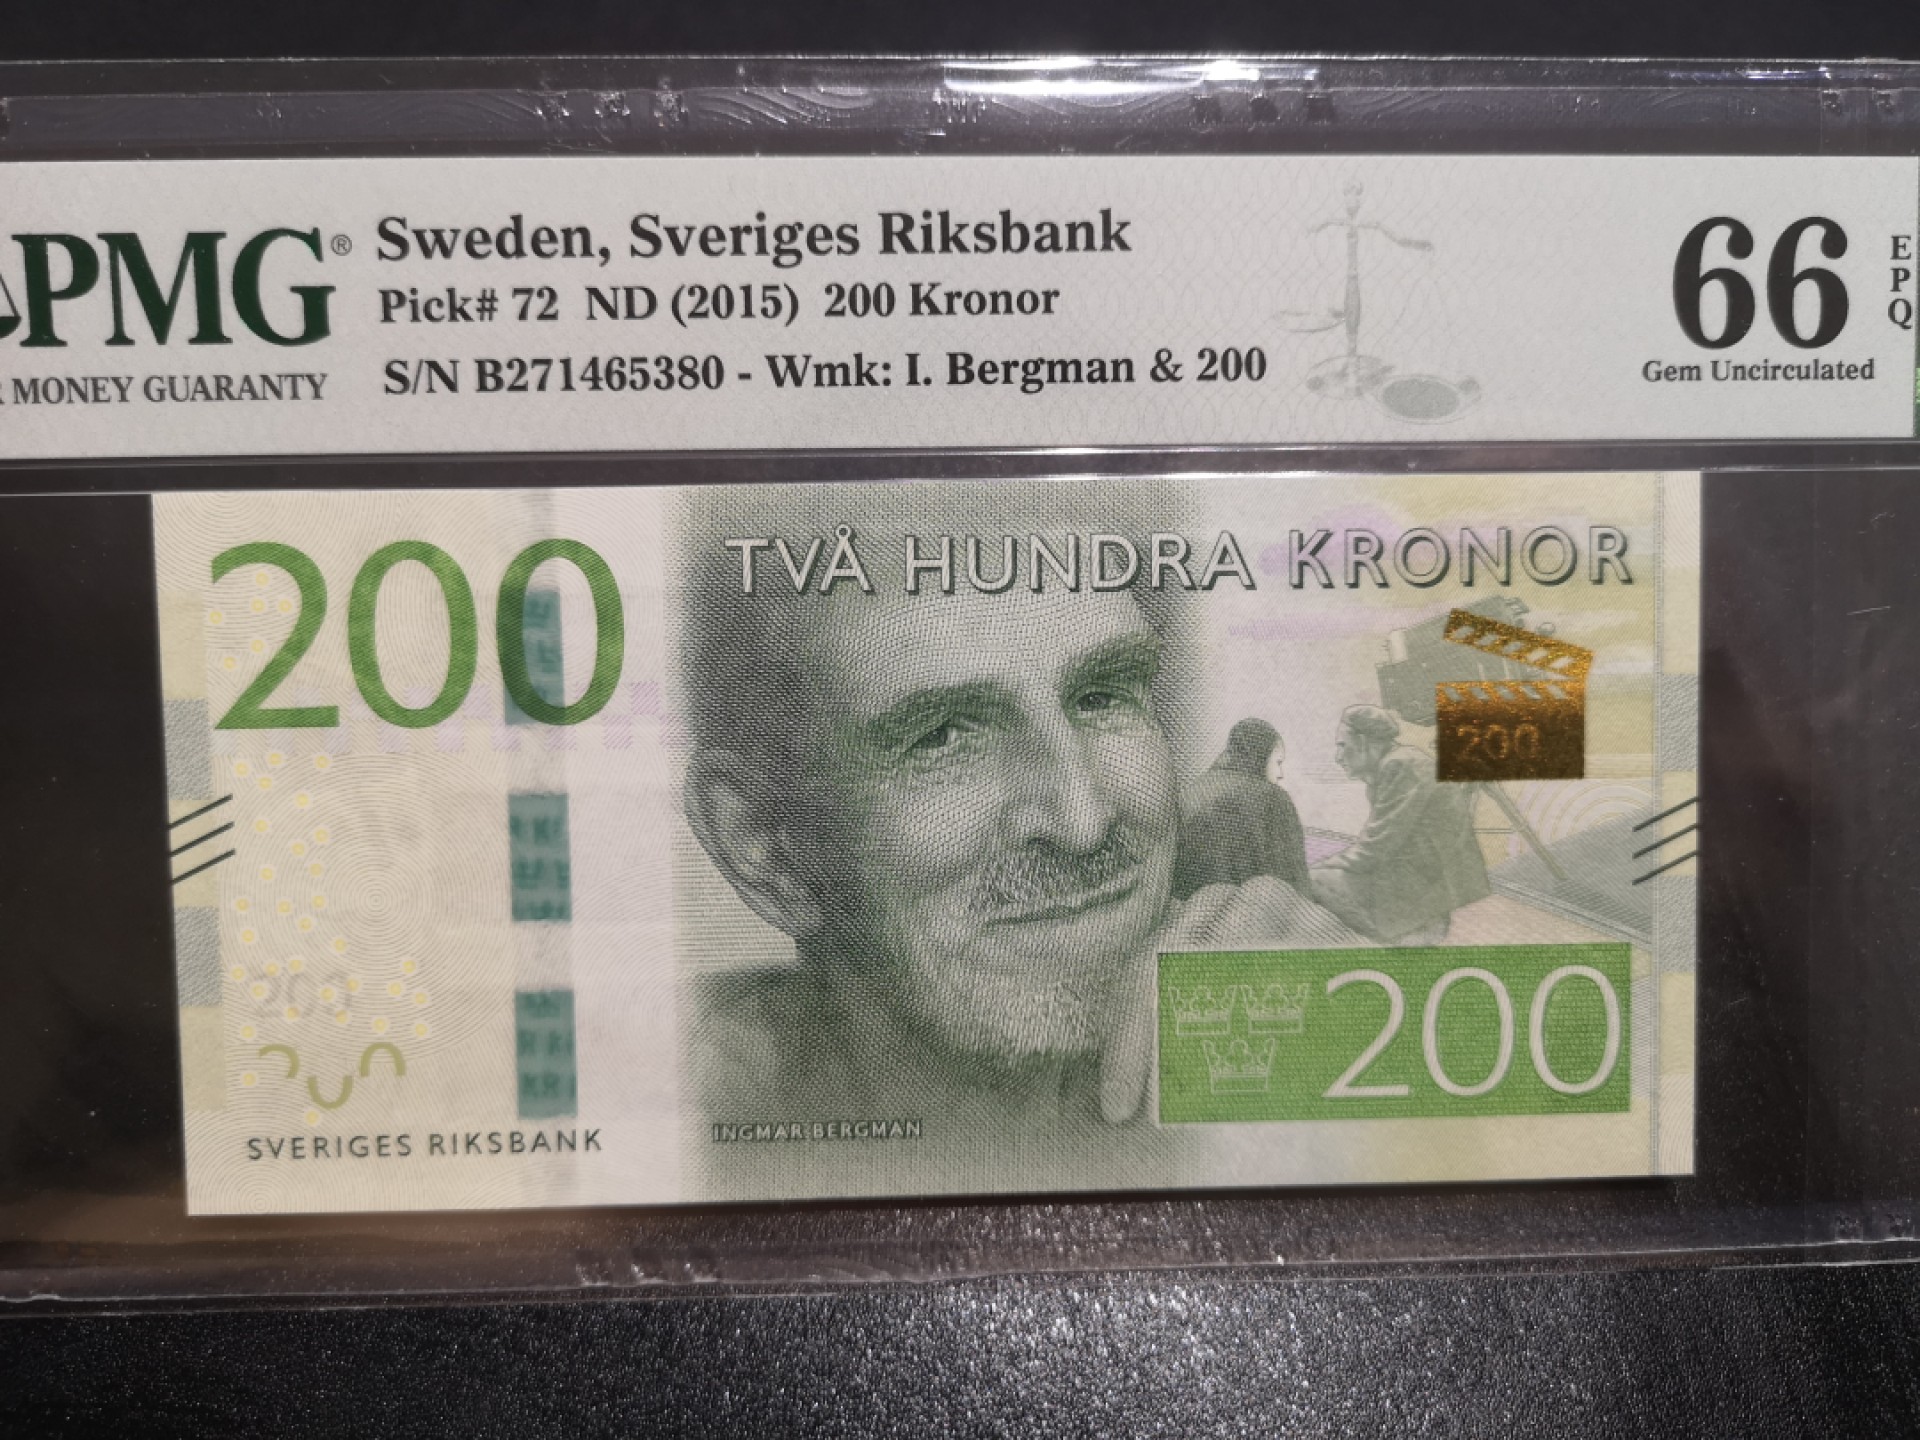 PMG®
MONEY GUARANTY
Sweden, Sveriges Riksbank
Pick# 72 ND (2015) 200 Kronor
S/N B271465380 - Wmk: I. Bergman & 200
66
EPQ
Gem Uncirculated
200
TVÅ HUNDRA KRONOR
200
200
200
SVERIGES RIKSBANK
INGMAR BERGMAN